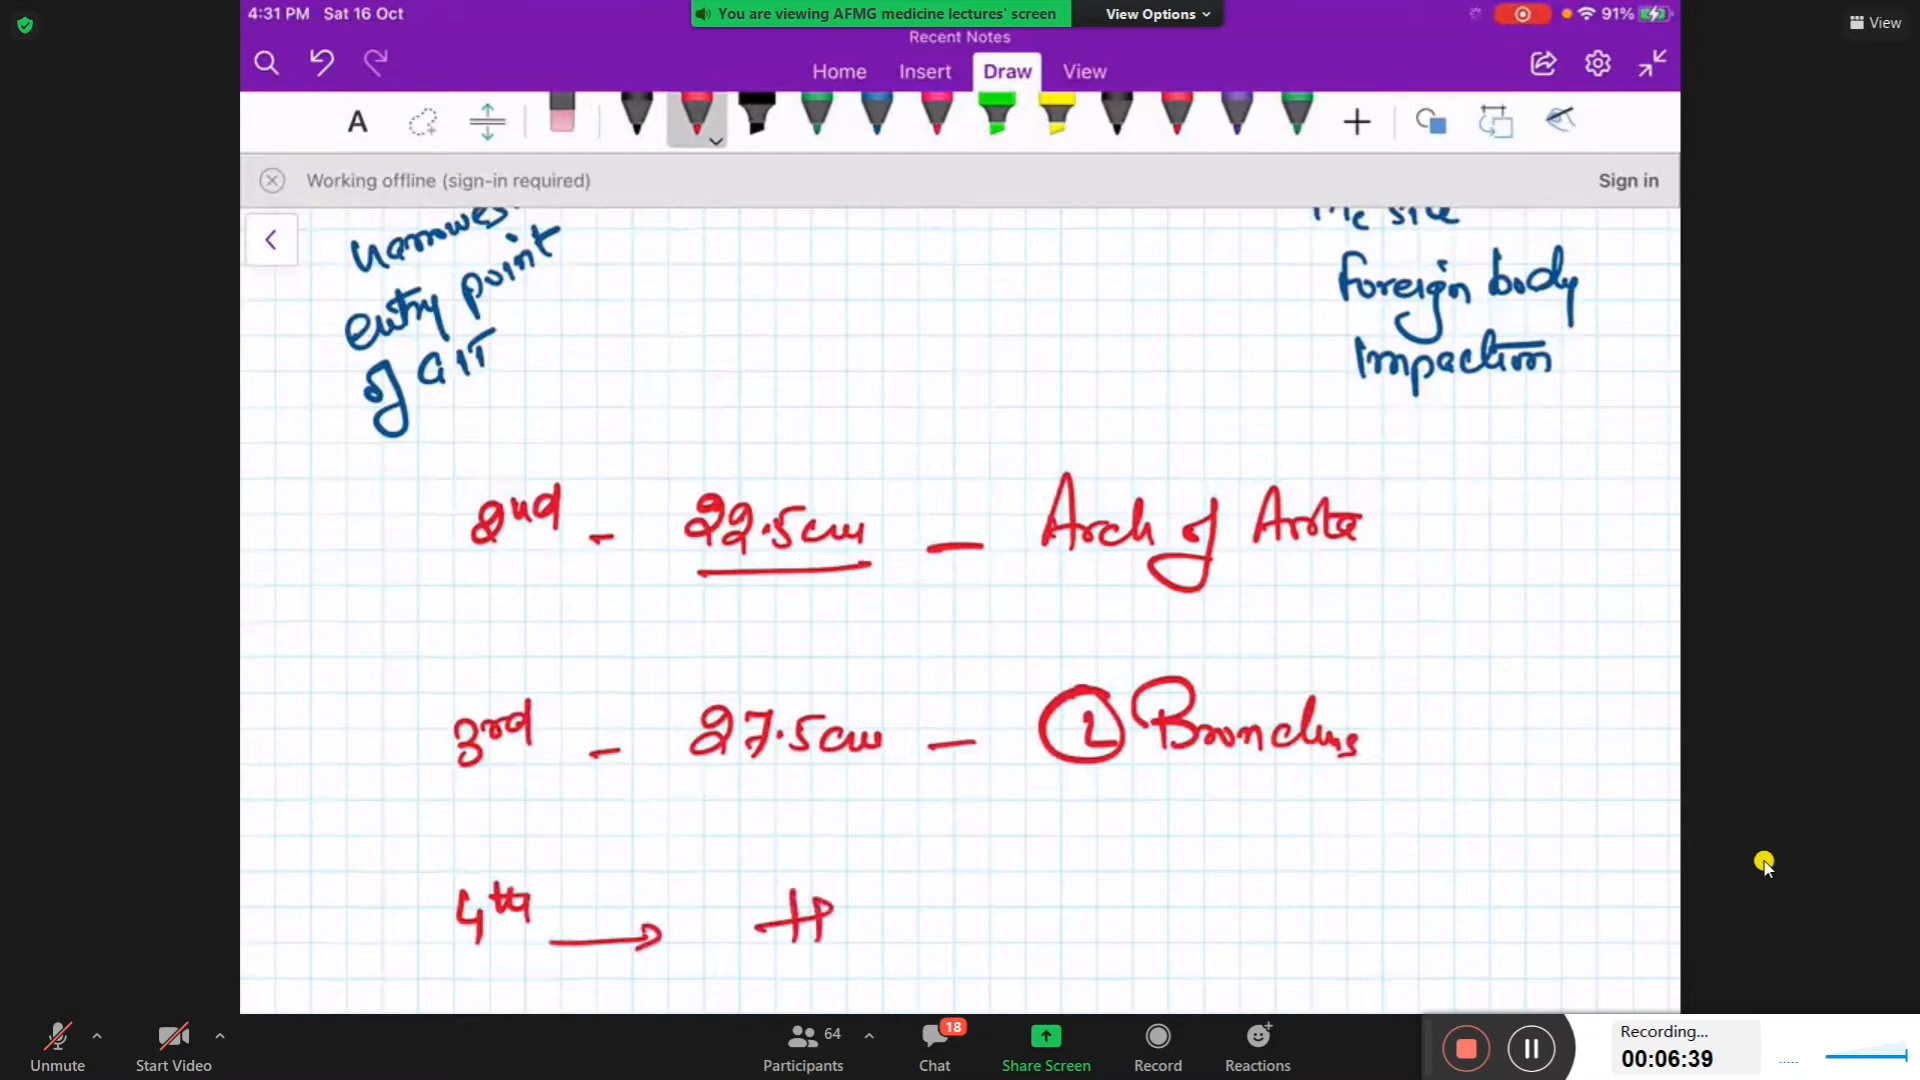 4:31 PM Sat 16 Oct
You are viewing AFMG medicine lectures' screen
View Options
91%
View
Recent Notes
Home Insert Draw View
A
Working offline (sign-in required)
Sign in
entry point
of GIT
site
Foreign body
Impaction
2nd - 22.5cm — Arch of Arota
3rd - 27.5cm — L Bronchus
4th →
Unmute
Start Video
64
Participants
18
Chat
Share Screen
Record
Reactions
Recording...
00:06:39